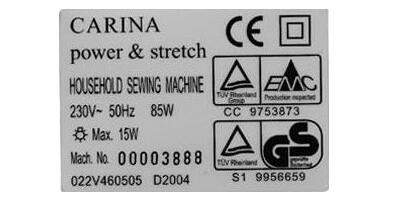 CARINA
power & stretch
CE
HOUSEHOLD SEWING MACHINE
230V~ 50Hz 85W
Max. 15W
Mach. No. 00003888
022V460505 D2004
TÜV Rheinland
Group
EMC
Production inspected
CC 9753873
TÜV Rheinland
GS
S1 9956659